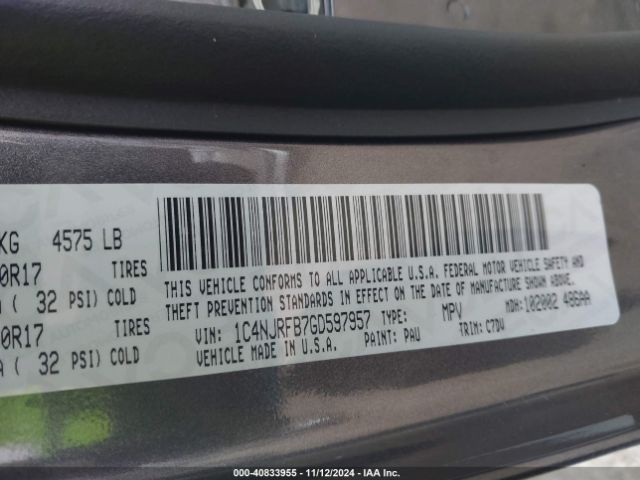 KG 4575 LB
0R17 TIRES
( 32 PSI) COLD
0R17 TIRES
A ( 32 PSI) COLD
THIS VEHICLE CONFORMS TO ALL APPLICABLE U.S.A. FEDERAL MOTOR VEHICLE SAFETY
THEFT PREVENTION STANDARDS IN EFFECT ON THE DATE OF MANUFACTURE SHOWN ABOVE.
VIN: 1C4NJRFB7GD597957 TYPE: MPV MDH: 102002 496AA
VEHICLE MADE IN U.S.A. PAINT: PAU TRIM: C7DV
000-40833955 - 11/12/2024 - IAA Inc.